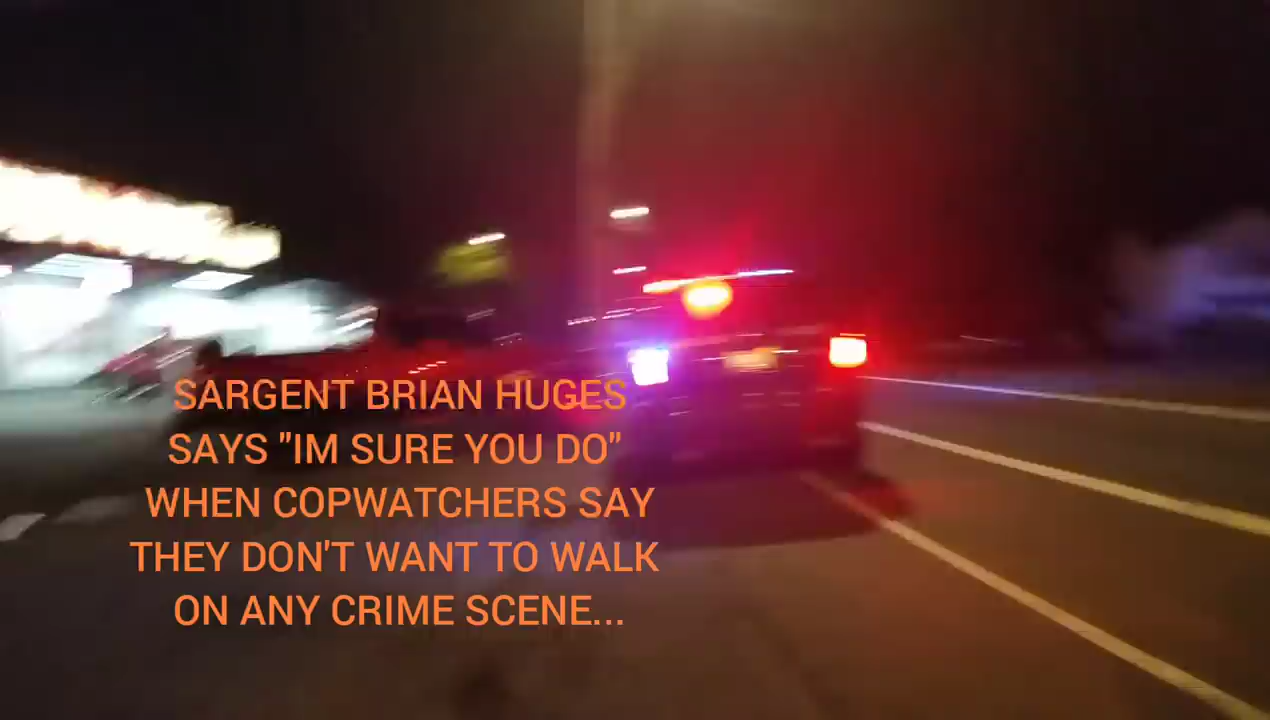 SARGENT BRIAN HUGES
SAYS "IM SURE YOU DO"
WHEN COPWATCHERS SAY
THEY DON'T WANT TO WALK
ON ANY CRIME SCENE...